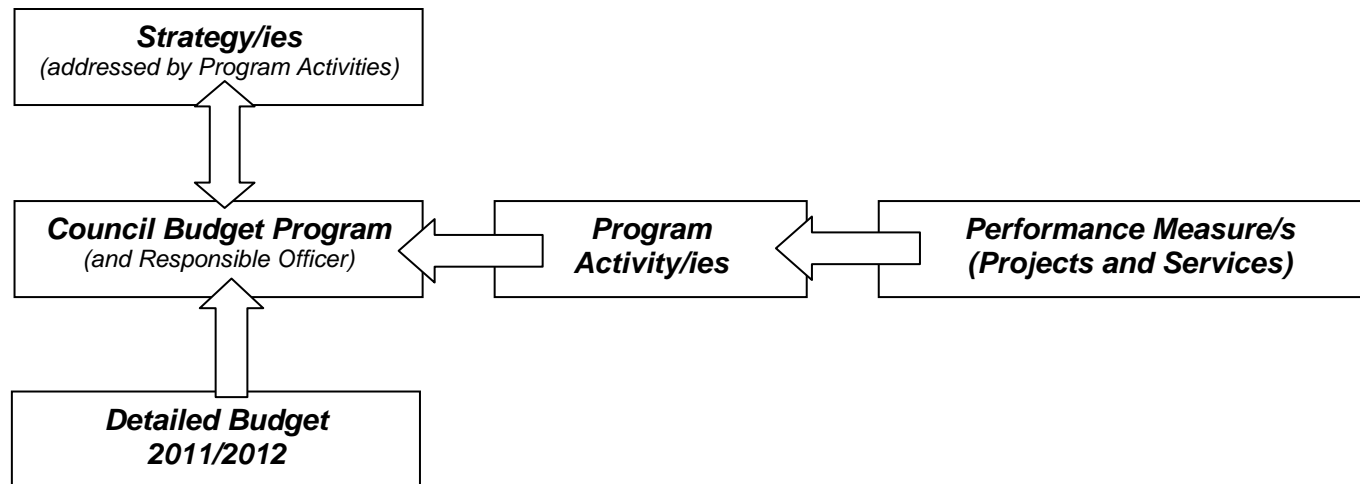 Strategy/ies
(addressed by Program Activities)
Council Budget Program
(and Responsible Officer)
Program
Activity/ies
Performance Measure/s
(Projects and Services)
Detailed Budget
2011/2012